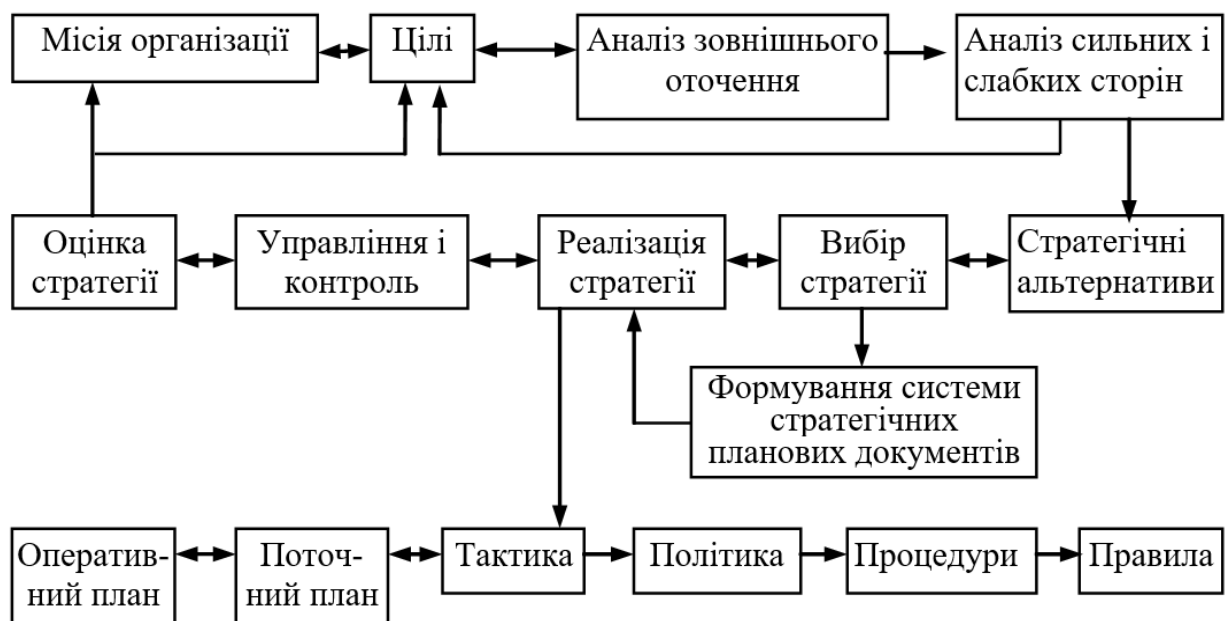 Місія організації
Цілі
Аналіз зовнішнього
оточення
Аналіз сильних і
слабких сторін
Оцінка
стратегії
Управління і
контроль
Реалізація
стратегії
Вибір
стратегії
Стратегічні
альтернативи
Формування системи
стратегічних
планових документів
Оператив-
ний план
Поточ-
ний план
Тактика
Політика
Процедури
Правила